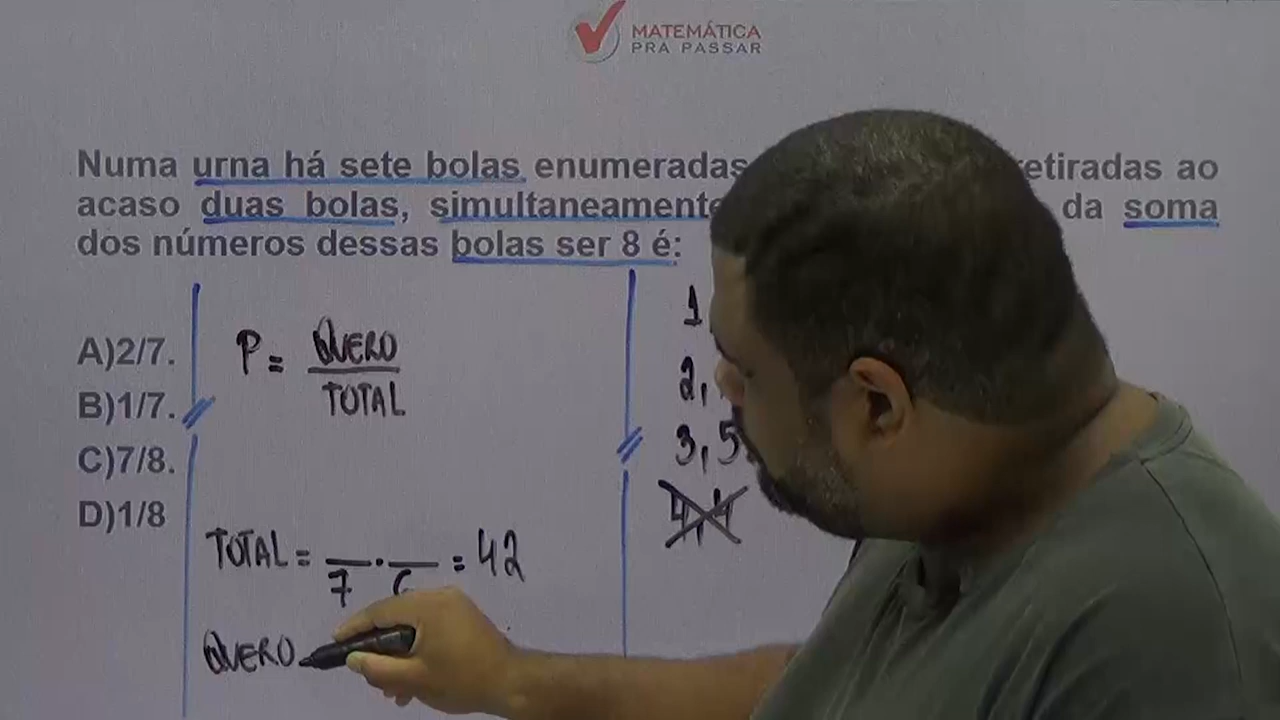 MATEMÁTICA
PRA PASSAR
Numa urna há sete bolas enumeradas retiradas ao
acaso duas bolas, simultaneamente da soma
dos números dessas bolas ser 8 é:
A)2/7.
B)1/7.
C)7/8.
D)1/8
P = QUERO
TOTAL
1
2,
3, 5
4, 4
TOTAL = 7 . 6 = 42
QUERO